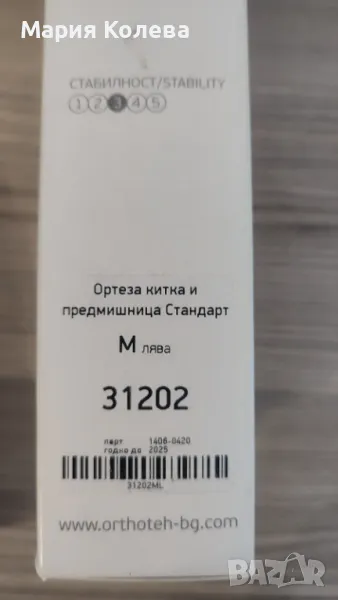 Мария Колева
СТАБИЛНОСТ/STABILITY
1 2 3 4 5
Ортеза китка и
предмишница Стандарт
М лява
31202
парт 1406-0420
годно до 2025
31202ML
www.orthoteh-bg.com
BAZAR